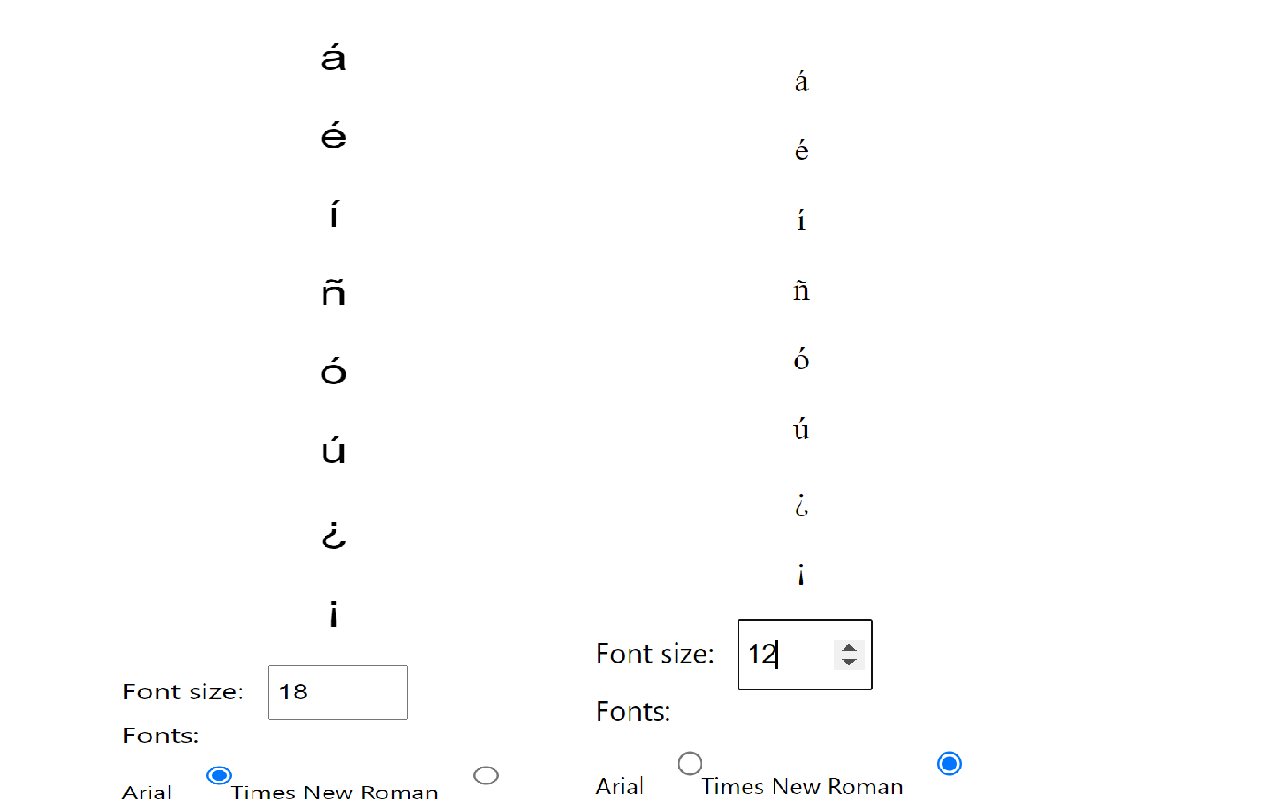 á
é
í
ñ
ó
ú
¿
¡
Font size: 18
Fonts:
Arial Times New Roman
á
é
í
ñ
ó
ú
¿
¡
Font size: 12
Fonts:
Arial Times New Roman